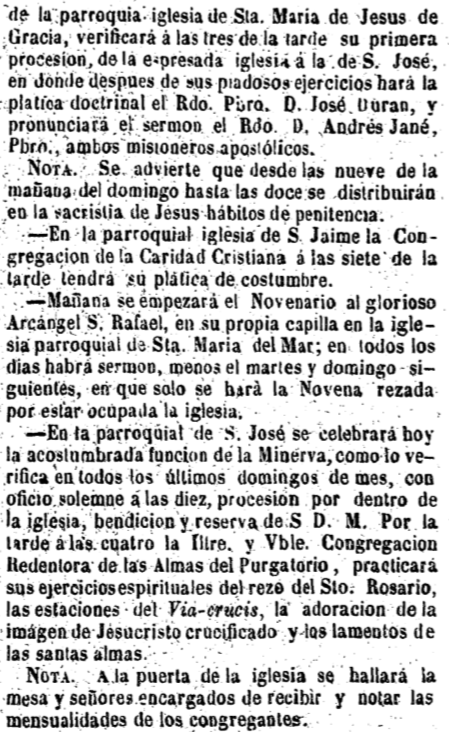 de la parroquia iglesia de Sta. María de Jesus de
Gracia, verificará á las tres de la tarde su primera
procesion, de la espresada iglesia á la de S. José,
en donde despues de sus piadosos ejercicios hará la
plática doctrinal el Rdo. Pbro. D. José Duran, y
pronunciará el sermon el Rdo. D. Andrés Jané,
Pbro., ambos misioneros apostólicos.
NOTA. Se advierte que desde las nueve de la
mañana del domingo hasta las doce se distribuirán
en la sacristia de Jesus hábitos de penitencia.
—En la parroquial iglesia de S. Jaime la Con-
gregacion de la Caridad Cristiana á las siete de la
tarde tendrá su plática de costumbre.
—Mañana se empezará el Novenario al glorioso
Arcángel S. Rafael, en su propia capilla en la igle-
sia parroquial de Sta. Maria del Mar; en todos los
dias habrá sermon, menos el martes y domingo si-
guientes, en que solo se hará la Novena rezada
por estar ocupada la iglesia.
—En la parroquial de S. José se celebrará hoy
la acostumbrada funcion de la Minerva, como lo ve-
rifica en todos los últimos domingos de mes, con
oficio solemne á las diez, procesion por dentro de
la iglesia, bendicion y reserva de S D. M. Por la
tarde á las cuatro la Iltre. y Vble. Congregacion
Redentora de las Almas del Purgatorio, practicará
sus ejercicios espirituales del rezo del Sto. Rosario,
las estaciones del Via-crucis, la adoracion de la
imágen de Jesucristo crucificado y los lamentos de
las santas almas.
NOTA. A la puerta de la iglesia se hallará la
mesa y señores encargados de recibir y notar las
mensualidades de los congregantes.